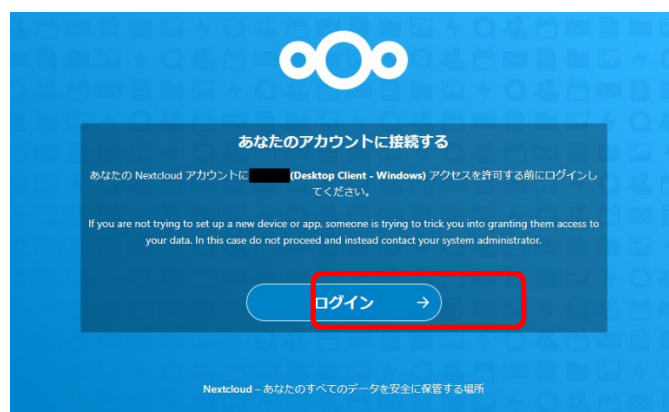 あなたのアカウントに接続する
あなたの Nextcloud アカウントに (Desktop Client - Windows) アクセスを許可する前にログインし
てください。
If you are not trying to set up a new device or app, someone is trying to trick you into granting them access to
your data. In this case do not proceed and instead contact your system administrator.
ログイン →
Nextcloud – あなたのすべてのデータを安全に保管する場所